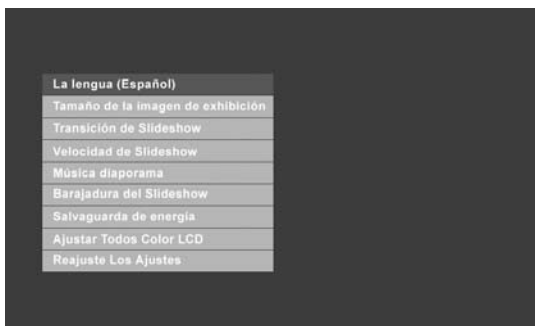 La lengua (Español)
Tamaño de la imagen de exhibición
Transición de Slideshow
Velocidad de Slideshow
Música diaporama
Barajadura del Slideshow
Salvaguarda de energía
Ajustar Todos Color LCD
Reajuste Los Ajustes